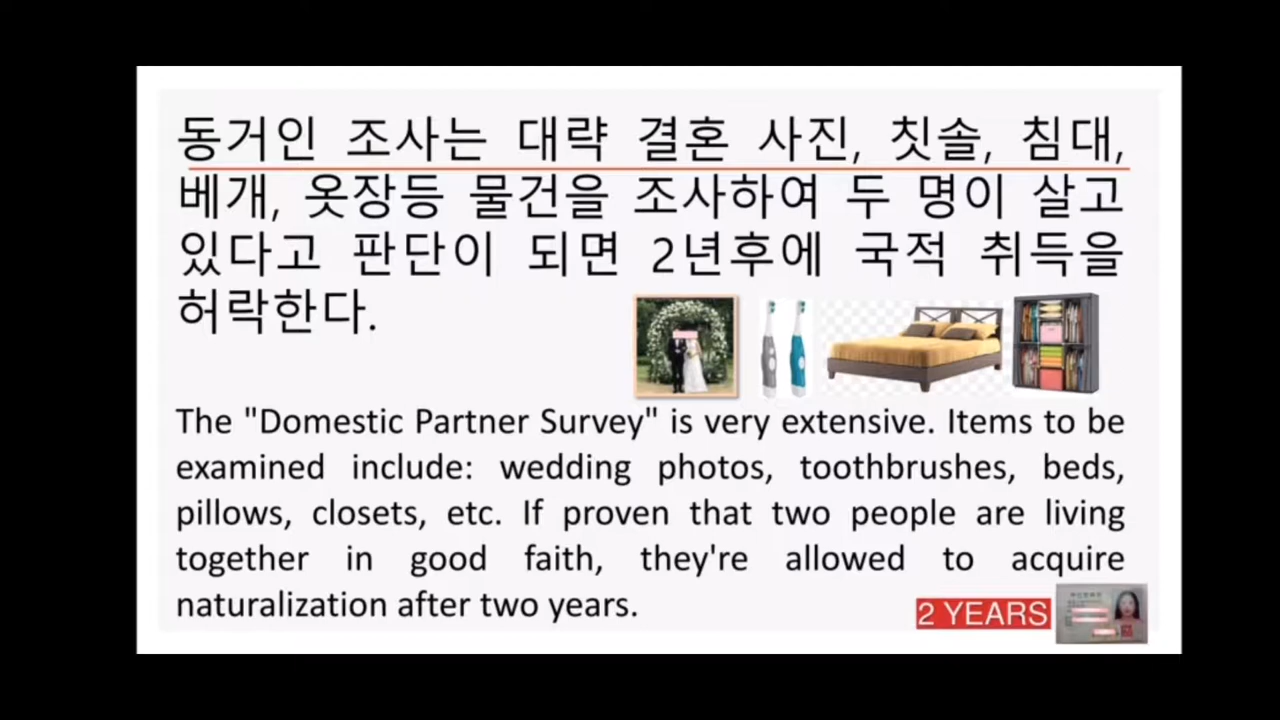 동거인 조사는 대략 결혼 사진, 칫솔, 침대,
베개, 옷장등 물건을 조사하여 두 명이 살고
있다고 판단이 되면 2년후에 국적 취득을
허락한다.
The "Domestic Partner Survey" is very extensive. Items to be
examined include: wedding photos, toothbrushes, beds,
pillows, closets, etc. If proven that two people are living
together in good faith, they're allowed to acquire
naturalization after two years.
2 YEARS